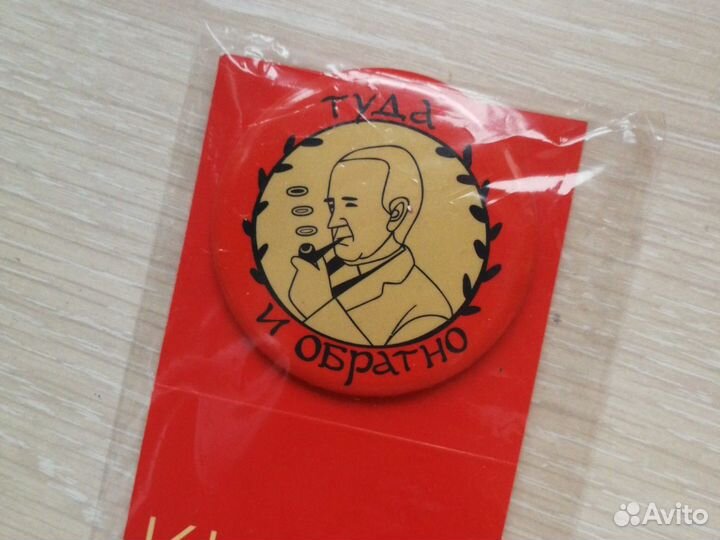 туда
и обратно
Avito